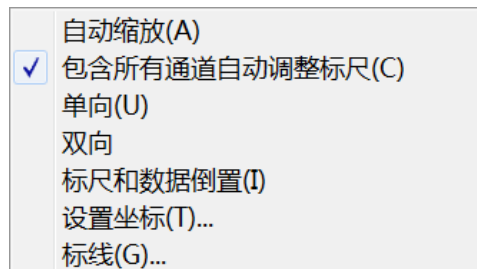 自动缩放(A)
包含所有通道自动调整标尺(C)
单向(U)
双向
标尺和数据倒置(I)
设置坐标(T)...
标线(G)...